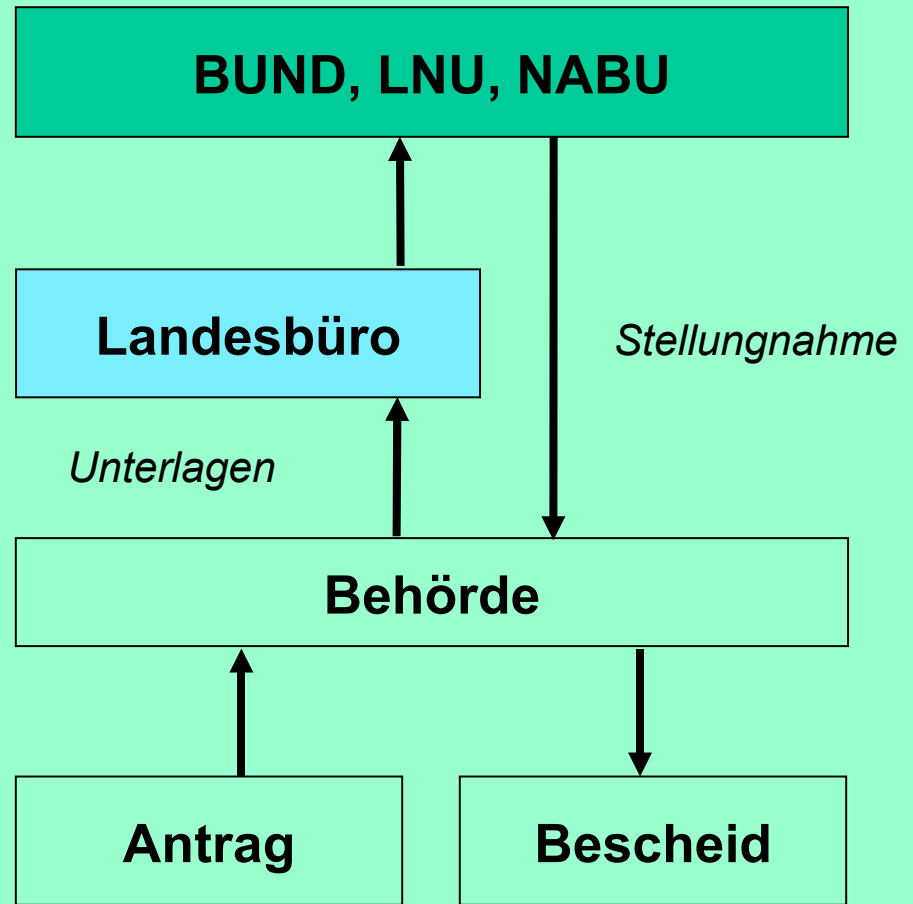 BUND, LNU, NABU
Landesbüro
Stellungnahme
Unterlagen
Behörde
Antrag
Bescheid